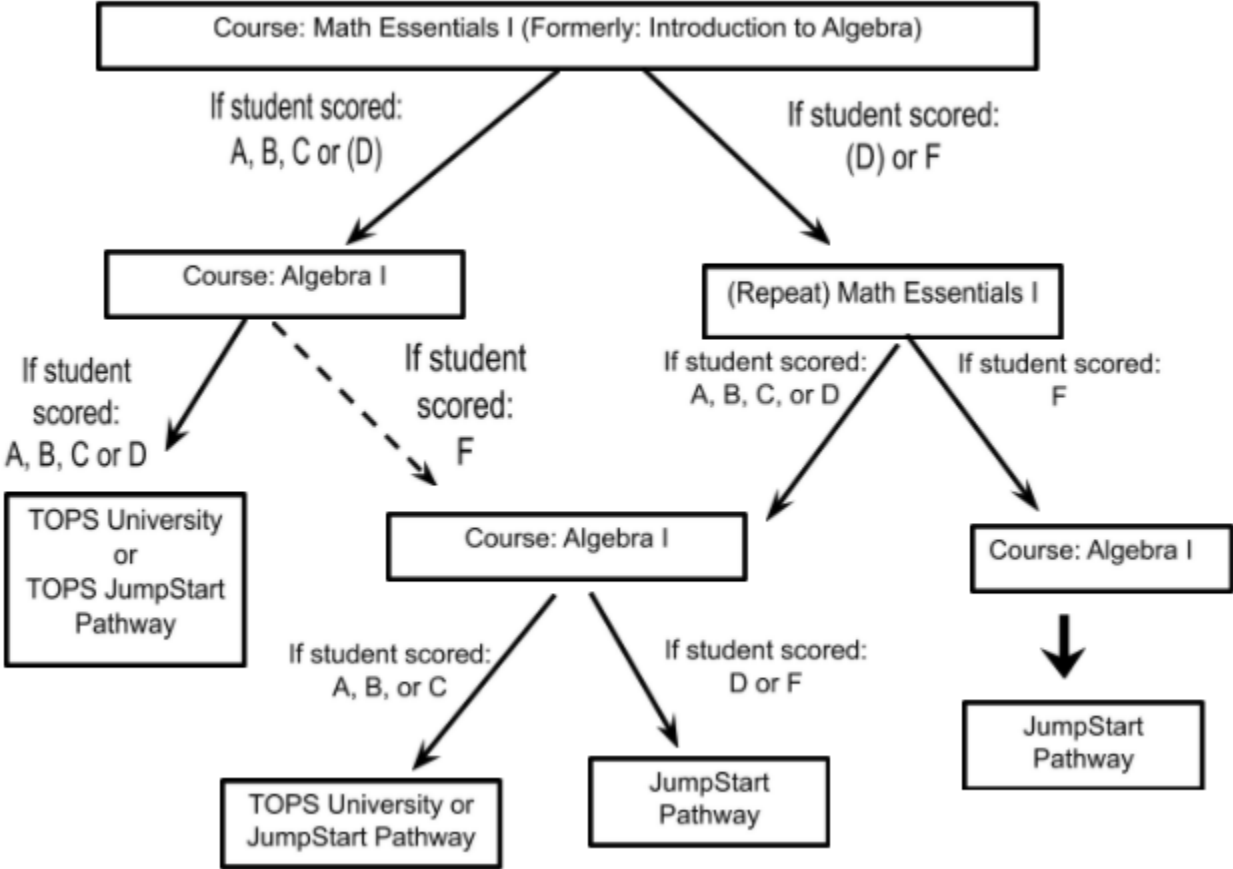 Course: Math Essentials I (Formerly: Introduction to Algebra)
If student scored:
A, B, C or (D)
If student scored:
(D) or F
Course: Algebra I
(Repeat) Math Essentials I
If student
scored:
A, B, C or D
If student
scored:
F
If student scored:
A, B, C, or D
If student scored:
F
TOPS University
or
TOPS JumpStart
Pathway
Course: Algebra I
Course: Algebra I
If student scored:
A, B, or C
If student scored:
D or F
TOPS University or
JumpStart Pathway
JumpStart
Pathway
JumpStart
Pathway